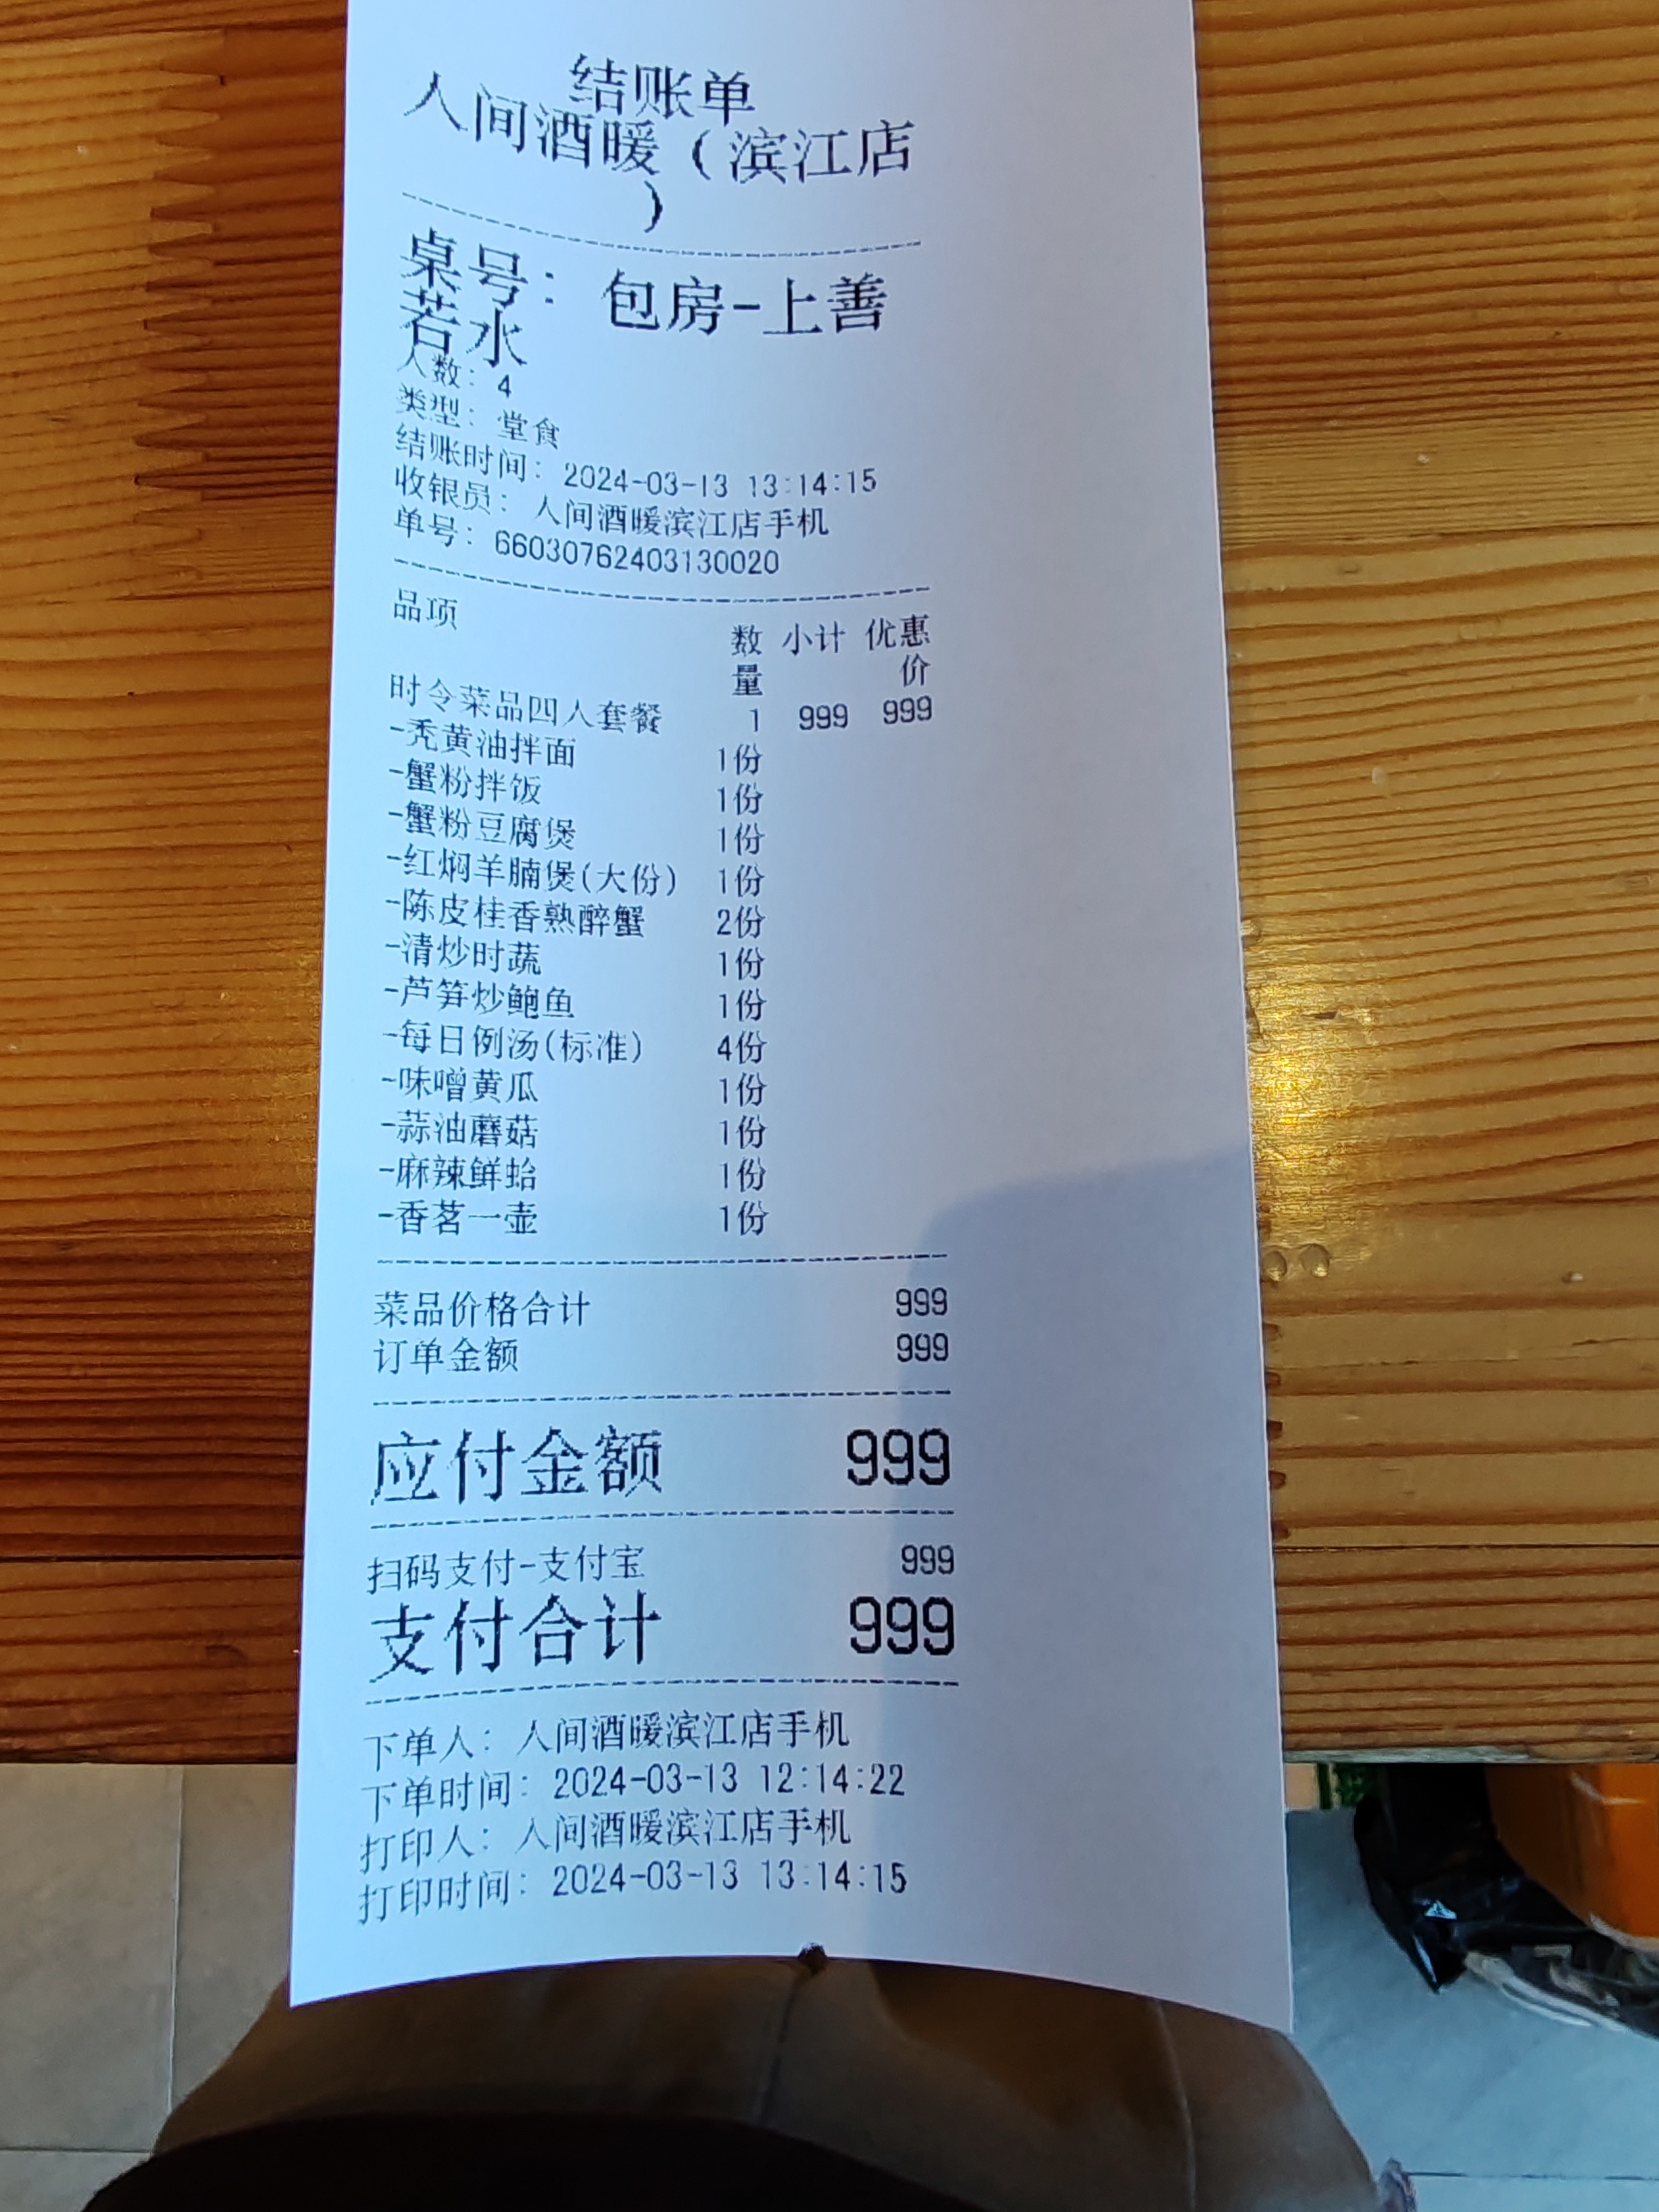 结账单
人间酒暖(滨江店
)
桌号: 包房-上善
若水
人数: 4
类型: 堂食
结账时间: 2024-03-13 13:14:15
收银员: 人间酒暖滨江店手机
单号: 66030762403130020
品项 数量 小计 优惠价
时令菜品四人套餐 1 999 999
-秃黄油拌面 1份
-蟹粉拌饭 1份
-蟹粉豆腐煲 1份
-红焖羊腩煲(大份) 1份
-陈皮桂香熟醉蟹 2份
-清炒时蔬 1份
-芦笋炒鲍鱼 1份
-每日例汤(标准) 4份
-味噌黄瓜 1份
-蒜油蘑菇 1份
-麻辣鲜蛤 1份
-香茗一壶 1份
菜品价格合计 999
订单金额 999
应付金额 999
扫码支付-支付宝 999
支付合计 999
下单人: 人间酒暖滨江店手机
下单时间: 2024-03-13 12:14:22
打印人: 人间酒暖滨江店手机
打印时间: 2024-03-13 13:14:15